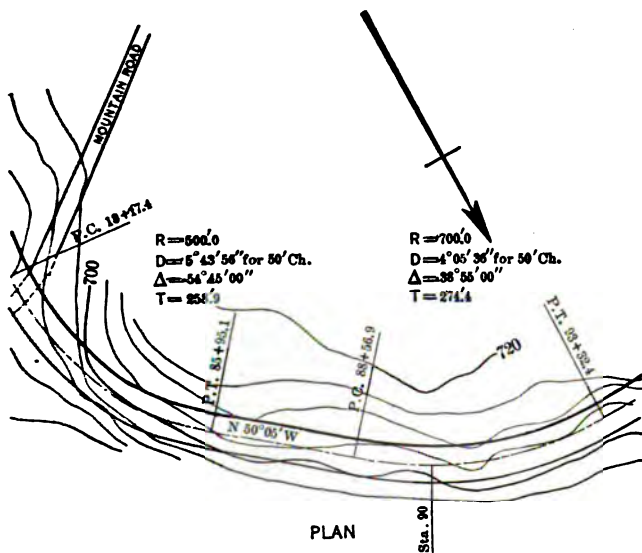 MOUNTAIN ROAD
P.C. 18+17.4
700
R=500.'0
D=5°43'56" for 50'Ch.
Δ=54°45'00"
T=258.'9
R=700.'0
D=4°05'36" for 50'Ch.
Δ=38°55'00"
T=274.'4
P.T. 85+95.1
P.C. 88+56.9
720
P.T. 93+32.4
N 50°05'W
Sta. 90
PLAN